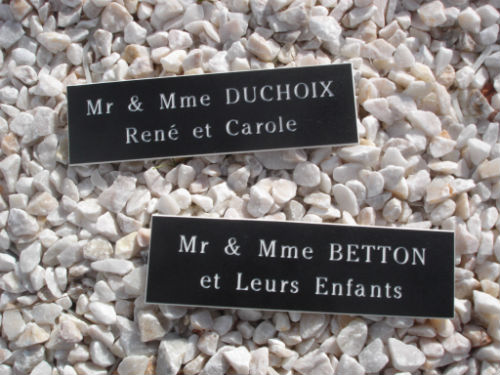 Mr & Mme DUCHOIX
René et Carole
Mr & Mme BETTON
et Leurs Enfants